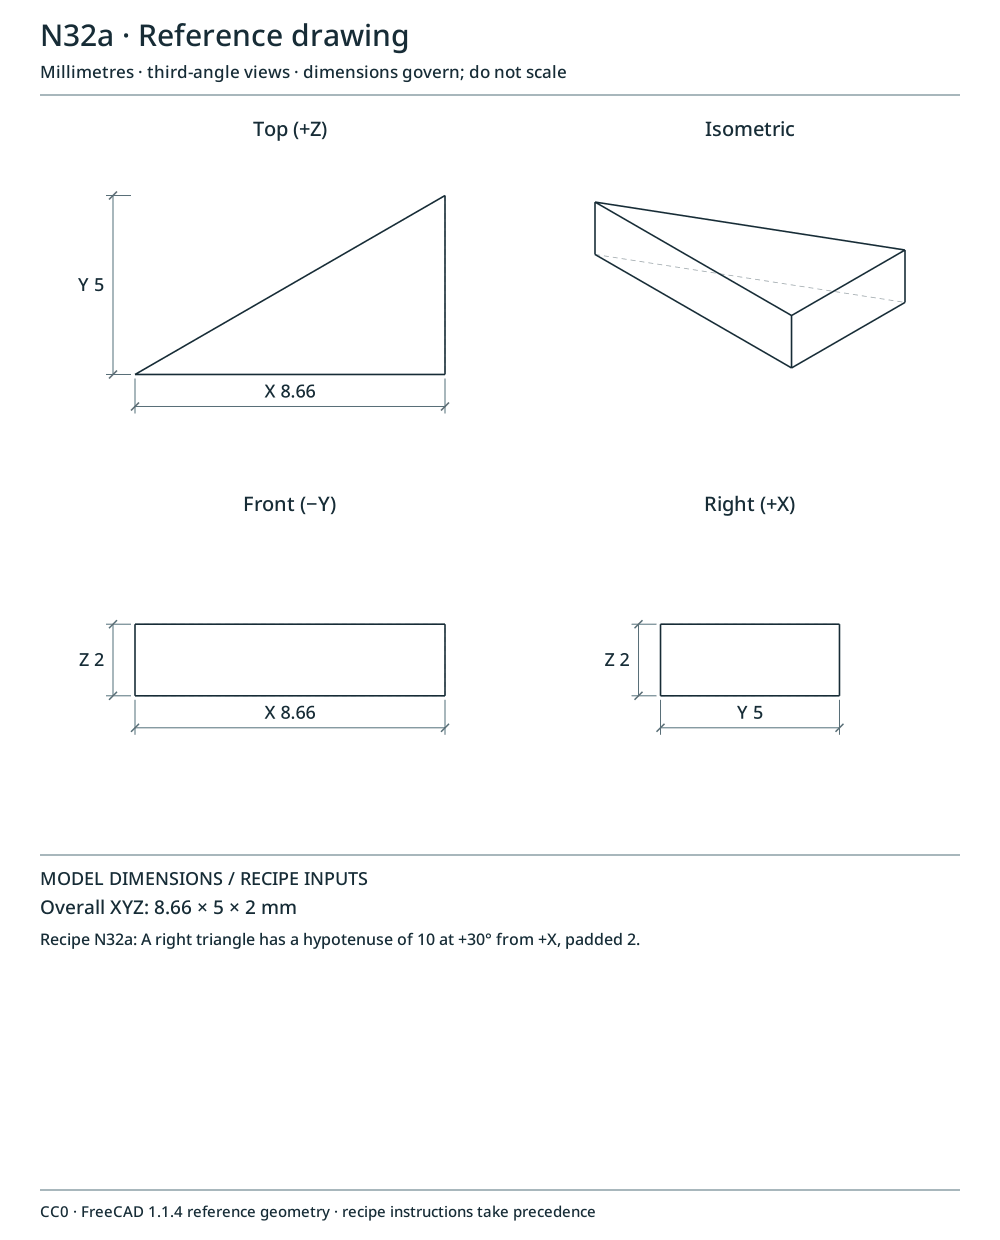 N32a · Reference drawing
Millimetres · third-angle views · dimensions govern; do not scale
Top (+Z)
Isometric
Y 5
X 8.66
Front (−Y)
Right (+X)
Z 2
X 8.66
Z 2
Y 5
MODEL DIMENSIONS / RECIPE INPUTS
Overall XYZ: 8.66 × 5 × 2 mm
Recipe N32a: A right triangle has a hypotenuse of 10 at +30° from +X, padded 2.
CC0 · FreeCAD 1.1.4 reference geometry · recipe instructions take precedence